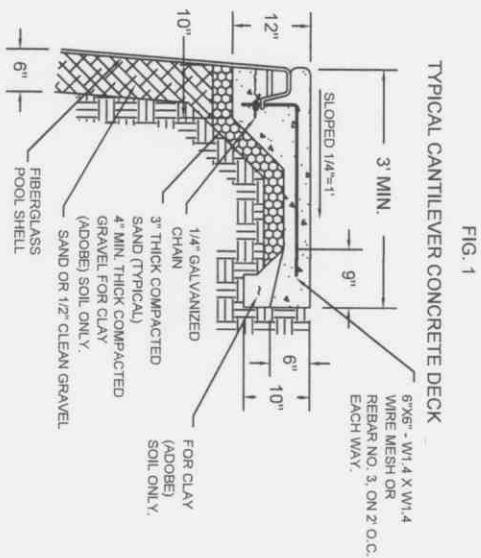 FIG. 1
TYPICAL CANTILEVER CONCRETE DECK
3' MIN.
SLOPED 1/4"=1'
12"
10"
6"
9"
6"
10"
6"X6" - W1.4 X W1.4
WIRE MESH OR
REBAR NO. 3, ON 2' O.C.
EACH WAY.
FOR CLAY
(ADOBE)
SOIL ONLY.
1/4" GALVANIZED
CHAIN
3" THICK COMPACTED
SAND (TYPICAL)
4" MIN. THICK COMPACTED
GRAVEL FOR CLAY
(ADOBE) SOIL ONLY.
SAND OR 1/2" CLEAN GRAVEL
FIBERGLASS
POOL SHELL